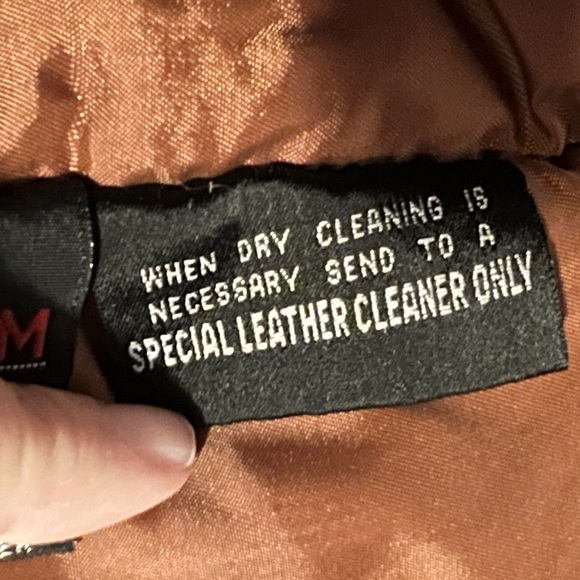 WHEN DRY CLEANING IS
NECESSARY SEND TO A
SPECIAL LEATHER CLEANER ONLY
M